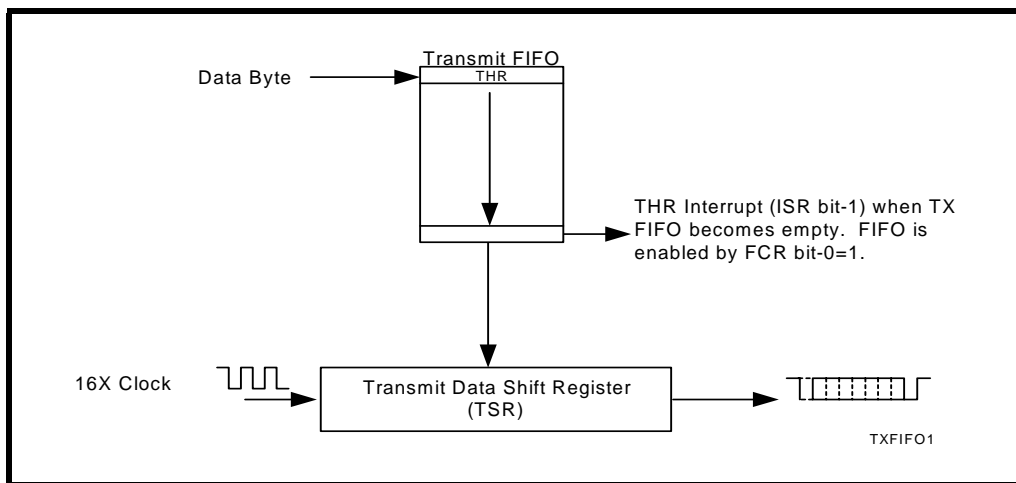 Transmit FIFO
Data Byte
THR
THR Interrupt (ISR bit-1) when TX
FIFO becomes empty. FIFO is
enabled by FCR bit-0=1.
16X Clock
Transmit Data Shift Register
(TSR)
TXFIFO1